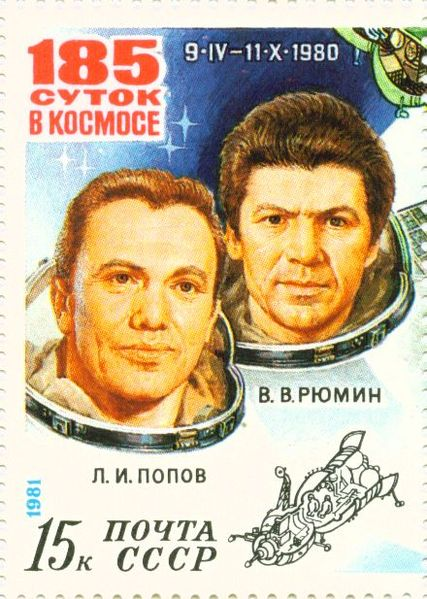 185
СУТОК
В КОСМОСЕ
9·IV–11·X·1980
В. В. РЮМИН
Л. И. ПОПОВ
1981
15к ПОЧТА
СССР